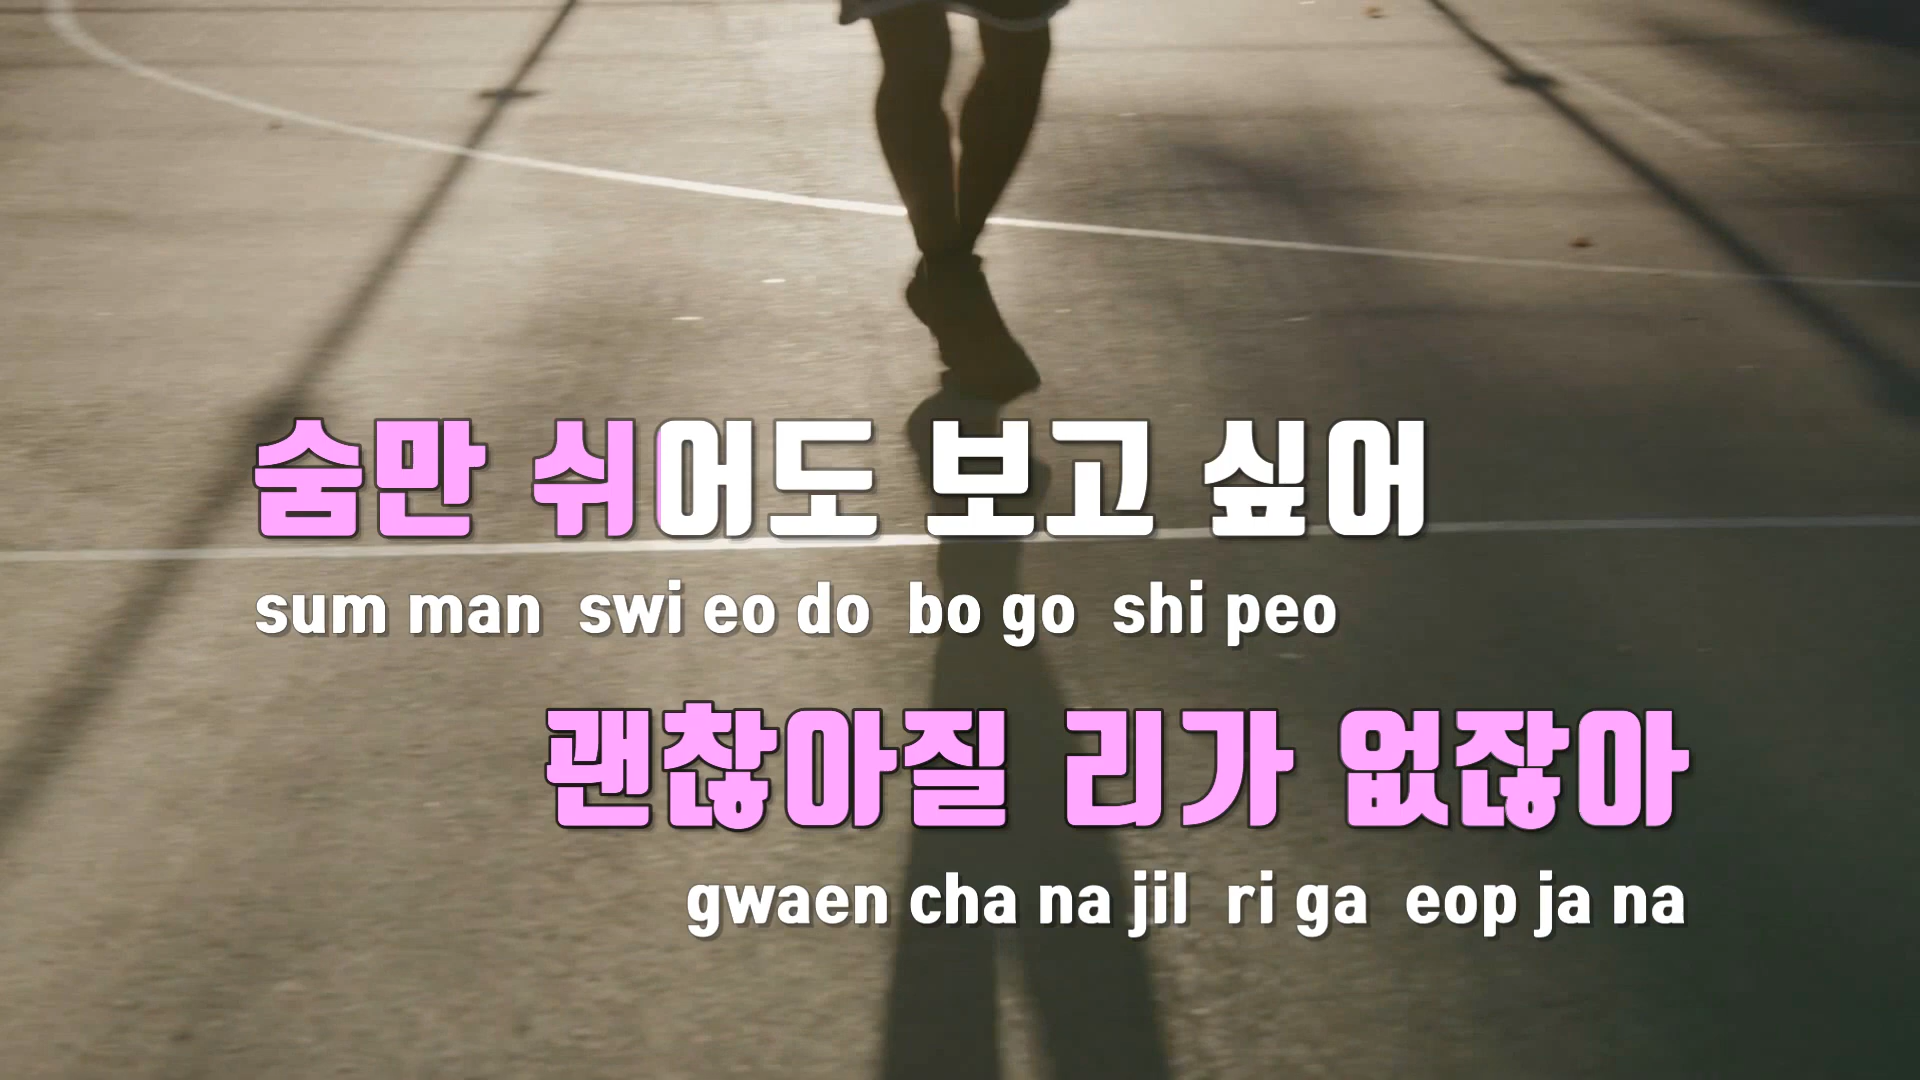 숨만 쉬어도 보고 싶어
sum man swi eo do bo go shi peo
괜찮아질 리가 없잖아
gwaen cha na jil ri ga eop ja na